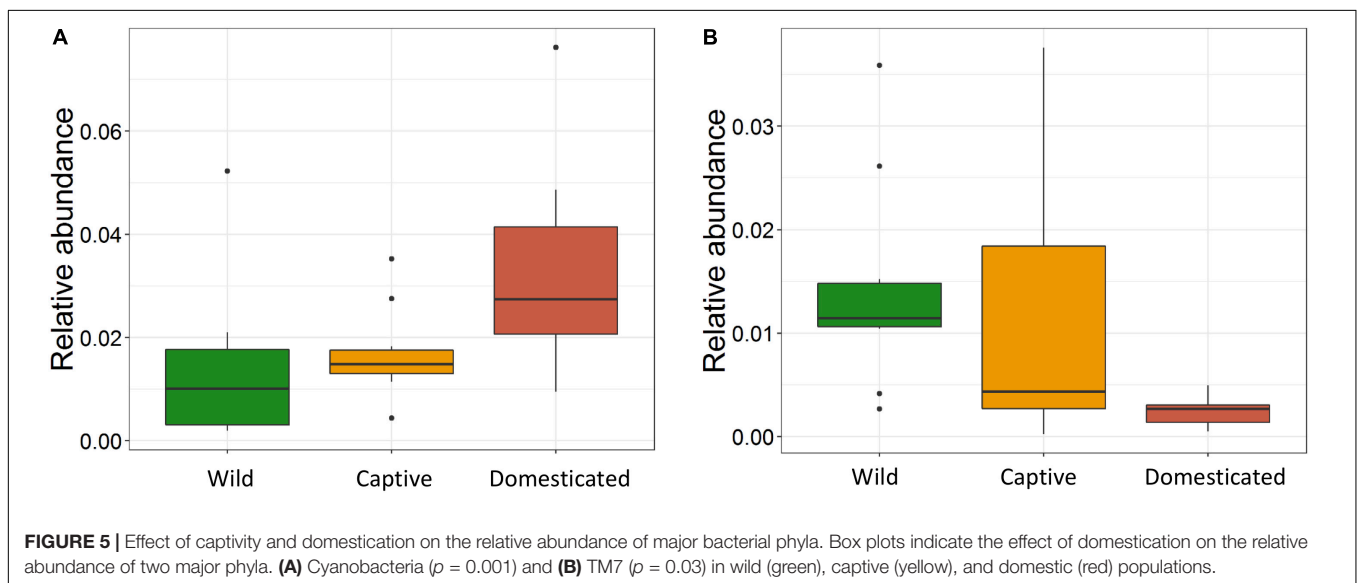 A
B
Relative abundance
0.06
0.04
0.02
0.00
Wild Captive Domesticated
Relative abundance
0.03
0.02
0.01
0.00
Wild Captive Domesticated
FIGURE 5 | Effect of captivity and domestication on the relative abundance of major bacterial phyla. Box plots indicate the effect of domestication on the relative
abundance of two major phyla. (A) Cyanobacteria (p = 0.001) and (B) TM7 (p = 0.03) in wild (green), captive (yellow), and domestic (red) populations.